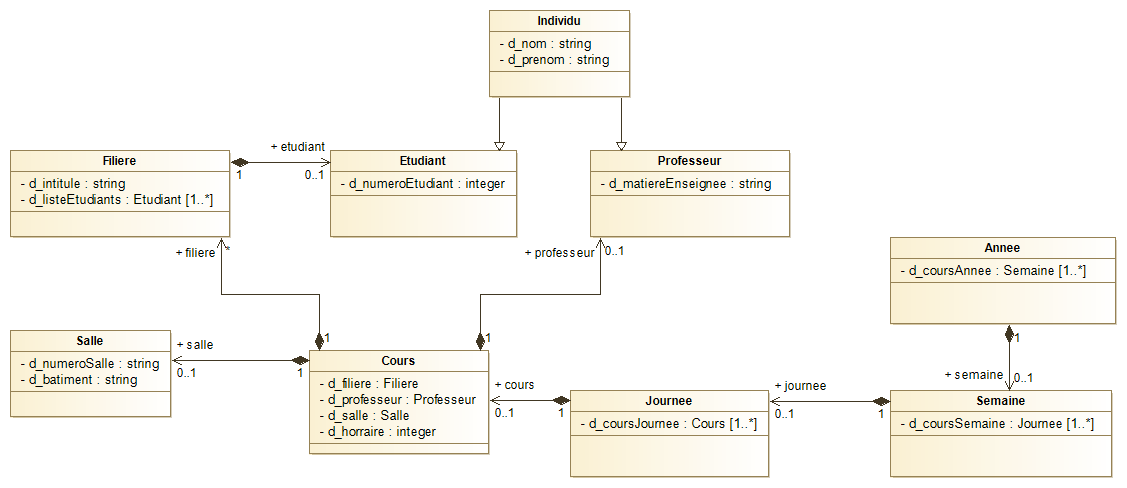 Individu
- d_nom : string
- d_prenom : string
Filiere
- d_intitule : string
- d_listeEtudiants : Etudiant [1..*]
+ etudiant
1
0..1
Etudiant
- d_numeroEtudiant : integer
Professeur
- d_matiereEnseignee : string
+ filiere
*
+ professeur
0..1
Annee
- d_coursAnnee : Semaine [1..*]
Salle
- d_numeroSalle : string
- d_batiment : string
+ salle
0..1
1
1
1
Cours
- d_filiere : Filiere
- d_professeur : Professeur
- d_salle : Salle
- d_horraire : integer
+ cours
0..1
1
Journee
- d_coursJournee : Cours [1..*]
+ journee
0..1
1
1
+ semaine
0..1
Semaine
- d_coursSemaine : Journee [1..*]